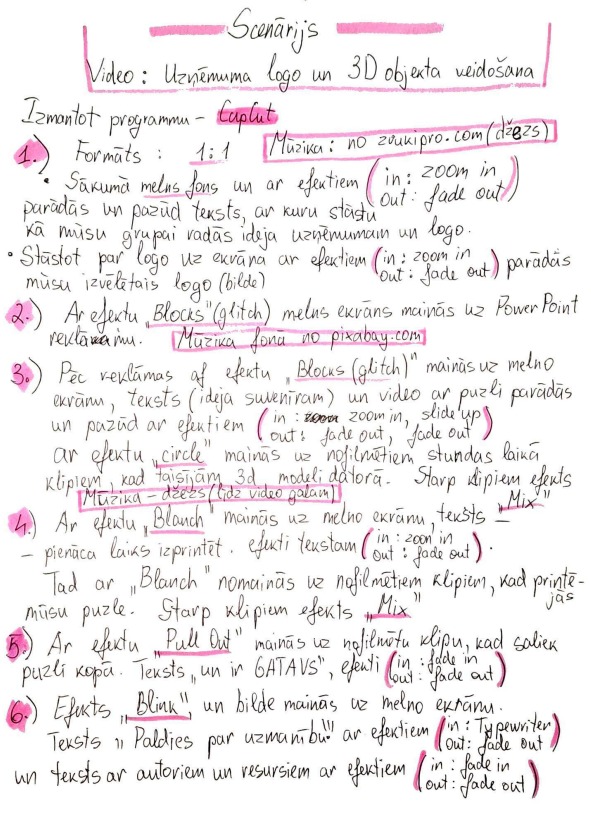 Scenārijs
Video : Uzņēmuma logo un 3D objekta veidošana
Izmantot programmu - CapCut
1.) Formāts : 1:1 Mūzika : no zvukipro.com (džezs)
• Sākumā melns fons un ar efektiem (in : zoom in out : fade out)
parādās un pazūd teksts, ar kuru stāstu
kā mūsu grupai radās ideja uzņēmumam un logo.
• Stāstot par logo uz ekrāna ar efektiem (in : zoom in out : fade out) parādās
mūsu izvēlētais logo (bilde)
2.) Ar efektu "Blocks" (glitch) melns ekrāns mainās uz PowerPoint
reklāmu. Mūzika fonā no pixabay.com
3.) Pēc reklāmas af efektu „Blocks (glitch)" mainās uz melno
ekrānu, teksts (ideja suvenīram) un video ar puzli parādās
un pazūd ar efektiem (in : zoom in, slide up out : fade out, fade out)
ar efektu „circle" mainās uz nofilmētiem stundas laikā
klipiem, kad taisījām 3d modeli datorā. Starp klipiem efekts
Mūzika - džezs (līdz video galam) „Mix"
4.) Ar efektu „Blanch" mainās uz melno ekrānu, teksts -
- pienāca laiks izprintēt. efekti tekstam (in : zoom in out : fade out).
Tad ar „Blanch" nomainās uz nofilmētiem klipiem, kad printējās
mūsu puzle. Starp klipiem efekts „Mix"
5.) Ar efektu „Pull Out" mainās uz nofilmētu klipu, kad saliek
puzli kopā. Teksts „un ir GATAVS", efekti (in : fade in out : fade out)
6.) Efekts „Blink", un bilde mainās uz melno ekrānu.
Teksts „Paldies par uzmanību!" ar efektiem (in : Typewriter out : fade out)
un teksts ar autoriem un resursiem ar efektiem (in : fade in out : fade out)